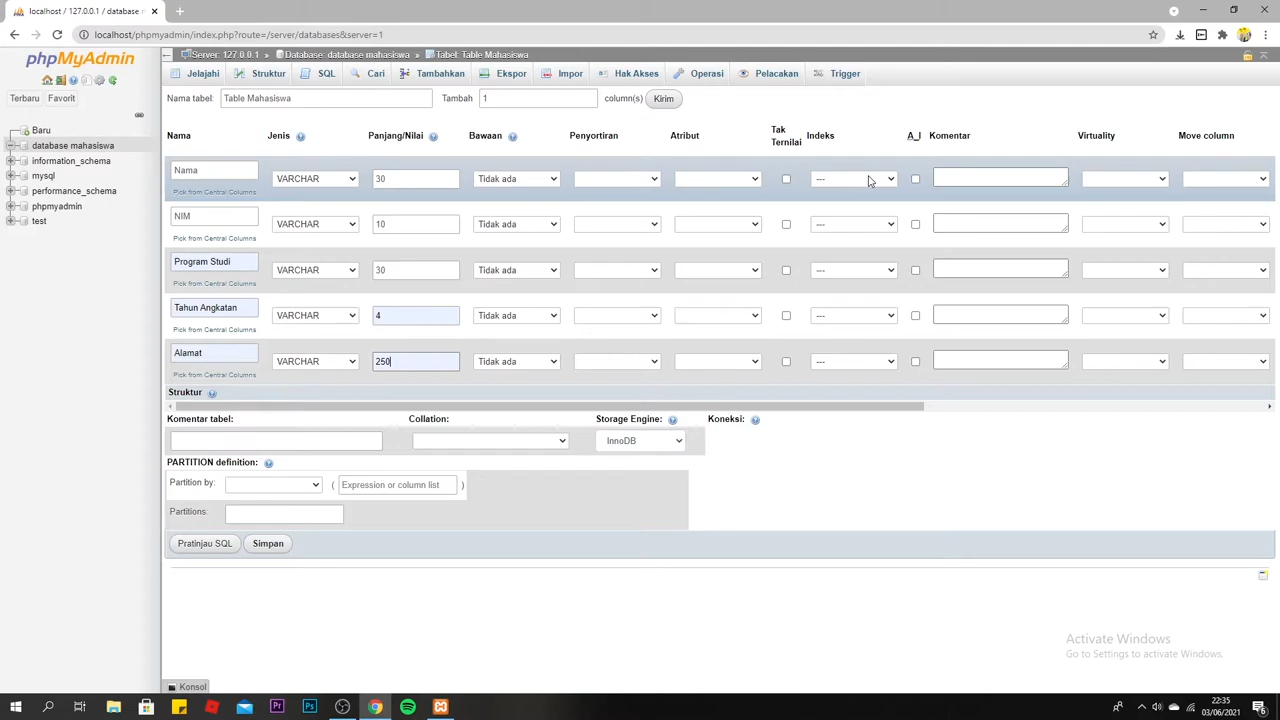 localhost / 127.0.0.1 / database m
localhost/phpmyadmin/index.php?route=/server/databases&server=1
phpMyAdmin
Terbaru Favorit
Baru
database mahasiswa
information_schema
mysql
performance_schema
phpmyadmin
test
Server: 127.0.0.1 » Database: database mahasiswa » Tabel: Table Mahasiswa
Jelajahi Struktur SQL Cari Tambahkan Ekspor Impor Hak Akses Operasi Pelacakan Trigger
Nama tabel: Table Mahasiswa Tambah 1 column(s) Kirim
Nama Jenis Panjang/Nilai Bawaan Penyortiran Atribut Tak Ternilai Indeks A_I Komentar Virtuality Move column
Nama VARCHAR 30 Tidak ada ---
Pick from Central Columns
NIM VARCHAR 10 Tidak ada ---
Pick from Central Columns
Program Studi VARCHAR 30 Tidak ada ---
Pick from Central Columns
Tahun Angkatan VARCHAR 4 Tidak ada ---
Pick from Central Columns
Alamat VARCHAR 250 Tidak ada ---
Pick from Central Columns
Struktur
Komentar tabel: Collation: Storage Engine: Koneksi:
InnoDB
PARTITION definition:
Partition by: ( Expression or column list )
Partitions:
Pratinjau SQL Simpan
Konsol
Activate Windows
Go to Settings to activate Windows.
22:35
03/06/2021
6